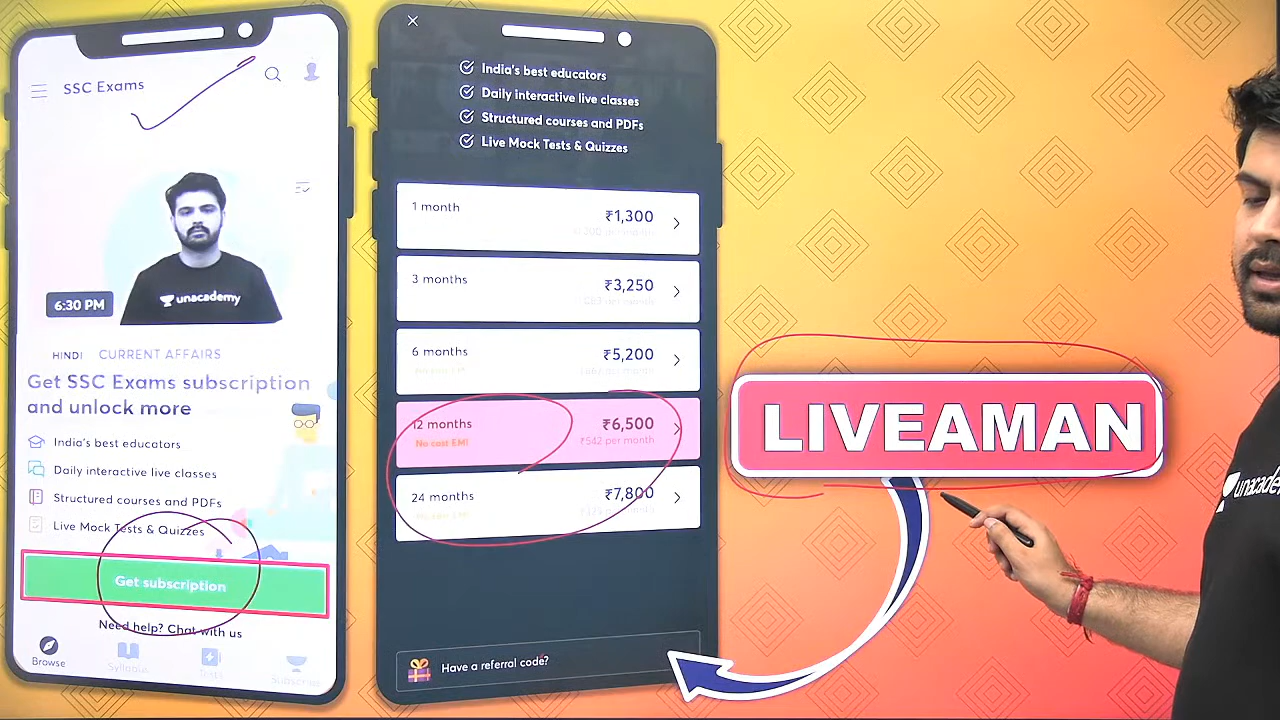 SSC Exams
unacademy
6:30 PM
HINDI CURRENT AFFAIRS
Get SSC Exams subscription
and unlock more
India's best educators
Daily interactive live classes
Structured courses and PDFs
Live Mock Tests & Quizzes
Get subscription
Need help? Chat with us
Browse
India's best educators
Daily interactive live classes
Structured courses and PDFs
Live Mock Tests & Quizzes
1 month ₹1,300
3 months ₹3,250
6 months ₹5,200
12 months ₹6,500
No cost EMI ₹542 per month
24 months ₹7,800
Have a referral code?
LIVEAMAN
unacademy